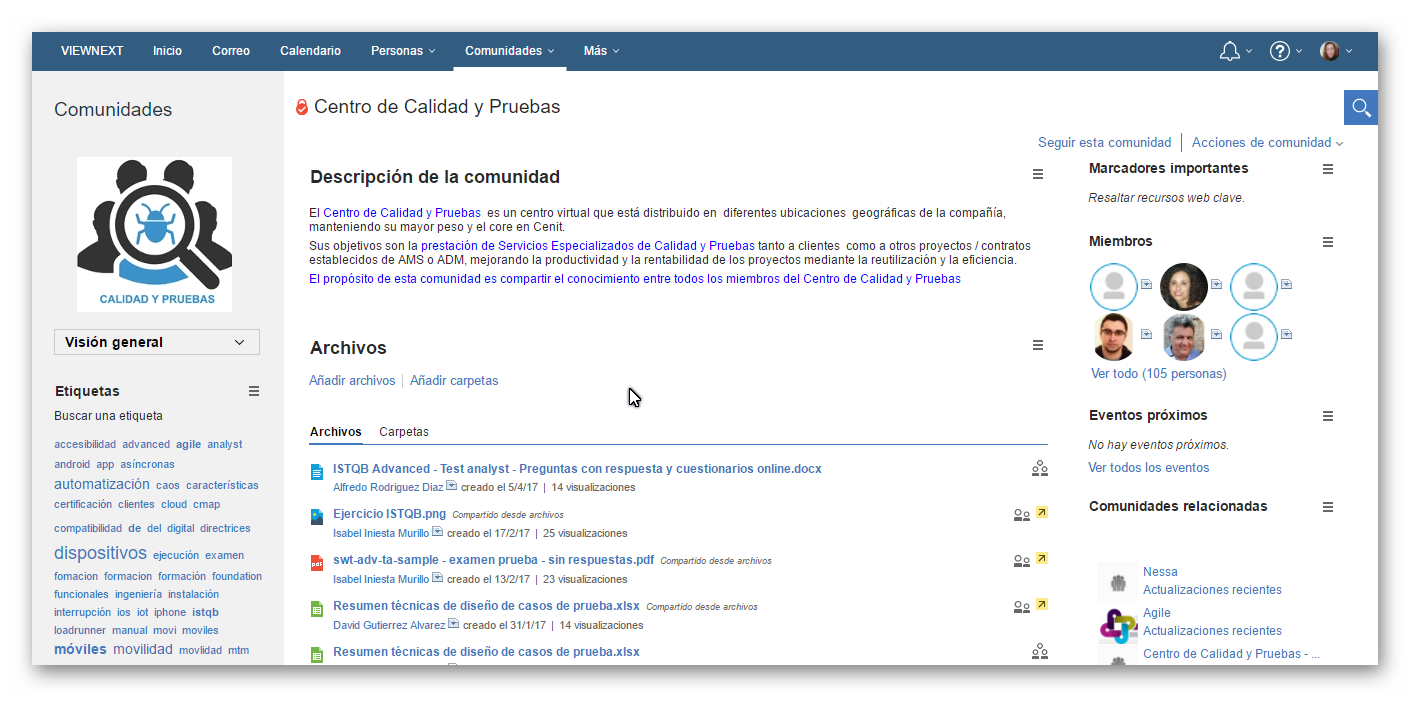 VIEWNEXT Inicio Correo Calendario Personas Comunidades Más
Comunidades
CALIDAD Y PRUEBAS
Visión general
Etiquetas
Buscar una etiqueta
accesibilidad advanced agile analyst
android app asíncronas
automatización caos características
certificación clientes cloud cmap
compatibilidad de del digital directrices
dispositivos ejecución examen
fomacion formacion formación foundation
funcionales ingeniería instalación
interrupción ios iot iphone istqb
loadrunner manual movi moviles
móviles movilidad movlidad mtm
Centro de Calidad y Pruebas
Seguir esta comunidad | Acciones de comunidad
Descripción de la comunidad
El Centro de Calidad y Pruebas es un centro virtual que está distribuido en diferentes ubicaciones geográficas de la compañía,
manteniendo su mayor peso y el core en Cenit.
Sus objetivos son la prestación de Servicios Especializados de Calidad y Pruebas tanto a clientes como a otros proyectos / contratos
establecidos de AMS o ADM, mejorando la productividad y la rentabilidad de los proyectos mediante la reutilización y la eficiencia.
El propósito de esta comunidad es compartir el conocimiento entre todos los miembros del Centro de Calidad y Pruebas
Archivos
Añadir archivos | Añadir carpetas
Archivos Carpetas
ISTQB Advanced - Test analyst - Preguntas con respuesta y cuestionarios online.docx
Alfredo Rodriguez Diaz creado el 5/4/17 | 14 visualizaciones
Ejercicio ISTQB.png Compartido desde archivos
Isabel Iniesta Murillo creado el 17/2/17 | 25 visualizaciones
pdf
swt-adv-ta-sample - examen prueba - sin respuestas.pdf Compartido desde archivos
Isabel Iniesta Murillo creado el 13/2/17 | 23 visualizaciones
Resumen técnicas de diseño de casos de prueba.xlsx Compartido desde archivos
David Gutierrez Alvarez creado el 31/1/17 | 14 visualizaciones
Resumen técnicas de diseño de casos de prueba.xlsx
Marcadores importantes
Resaltar recursos web clave.
Miembros
Ver todo (105 personas)
Eventos próximos
No hay eventos próximos.
Ver todos los eventos
Comunidades relacionadas
Nessa
Actualizaciones recientes
Agile
Actualizaciones recientes
Centro de Calidad y Pruebas - ...